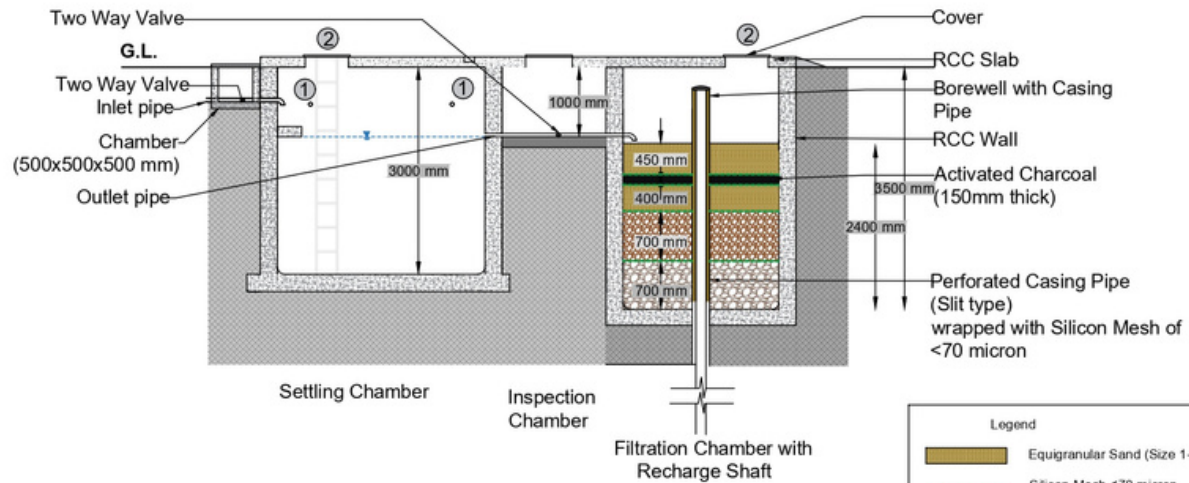 Two Way Valve
②
②
Cover
G.L.
RCC Slab
Two Way Valve
①
①
Inlet pipe
1000 mm
Borewell with Casing
Pipe
Chamber
(500x500x500 mm)
RCC Wall
450 mm
3000 mm
Activated Charcoal
(150mm thick)
3500 mm
Outlet pipe
400 mm
2400 mm
700 mm
700 mm
Perforated Casing Pipe
(Slit type)
wrapped with Silicon Mesh of
<70 micron
Settling Chamber
Inspection
Chamber
Filtration Chamber with
Recharge Shaft
Legend
Equigranular Sand (Size 1-